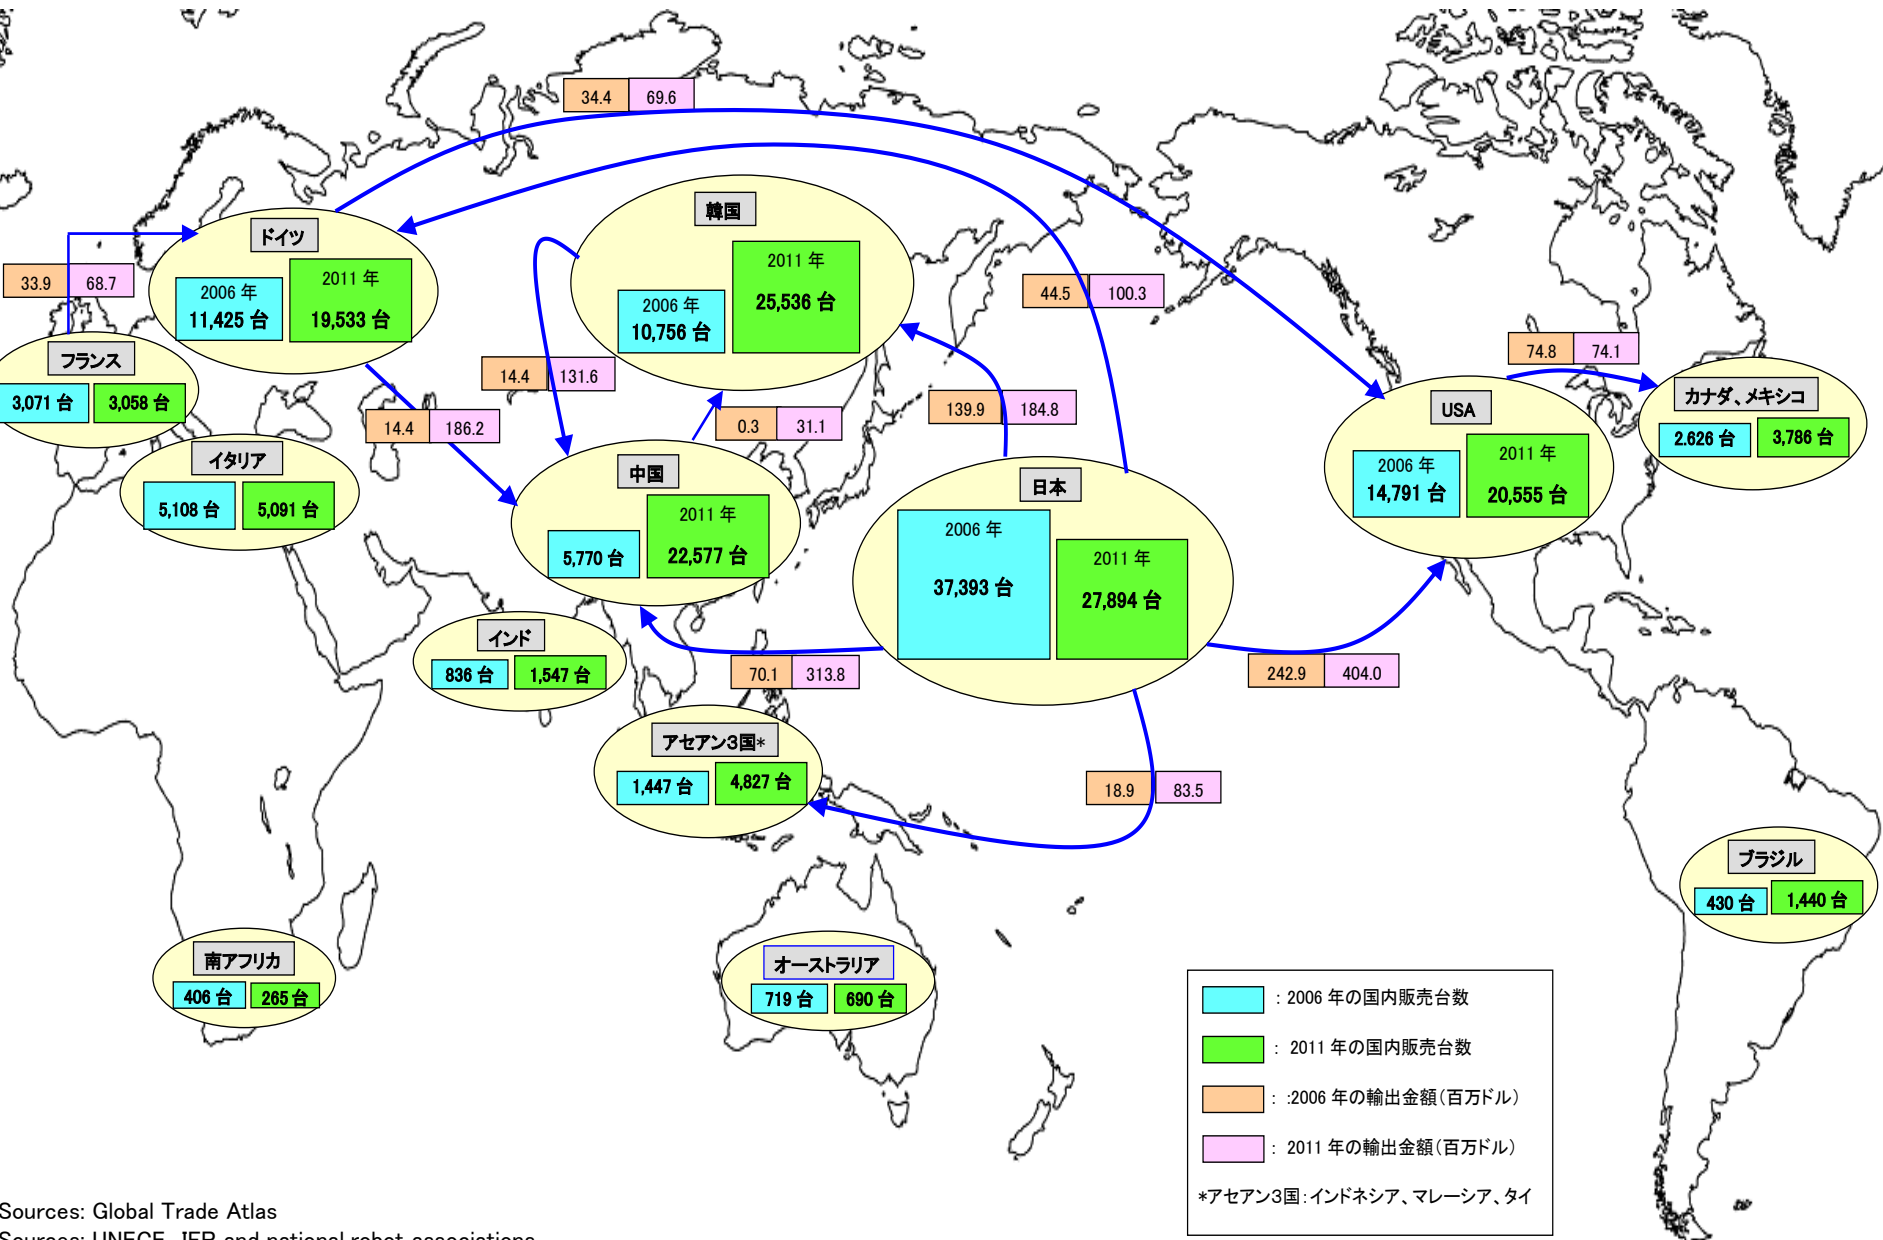 34.4 69.6
韓国
2011 年
25,536 台
2006 年
10,756 台
ドイツ
2006 年
11,425 台
2011 年
19,533 台
33.9 68.7
フランス
3,071 台 3,058 台
イタリア
5,108 台 5,091 台
14.4 131.6
14.4 186.2
0.3 31.1
44.5 100.3
139.9 184.8
74.8 74.1
中国
2011 年
5,770 台 22,577 台
日本
2006 年
37,393 台
2011 年
27,894 台
USA
2006 年
14,791 台
2011 年
20,555 台
カナダ、メキシコ
2.626 台 3,786 台
インド
836 台 1,547 台
70.1 313.8
242.9 404.0
アセアン3国*
1,447 台 4,827 台
18.9 83.5
ブラジル
430 台 1,440 台
南アフリカ
406 台 265 台
オーストラリア
719 台 690 台
: 2006 年の国内販売台数
: 2011 年の国内販売台数
: :2006 年の輸出金額(百万ドル)
: 2011 年の輸出金額(百万ドル)
*アセアン3国:インドネシア、マレーシア、タイ
Sources: Global Trade Atlas
Sources: UNECE, IFR and national robot associations